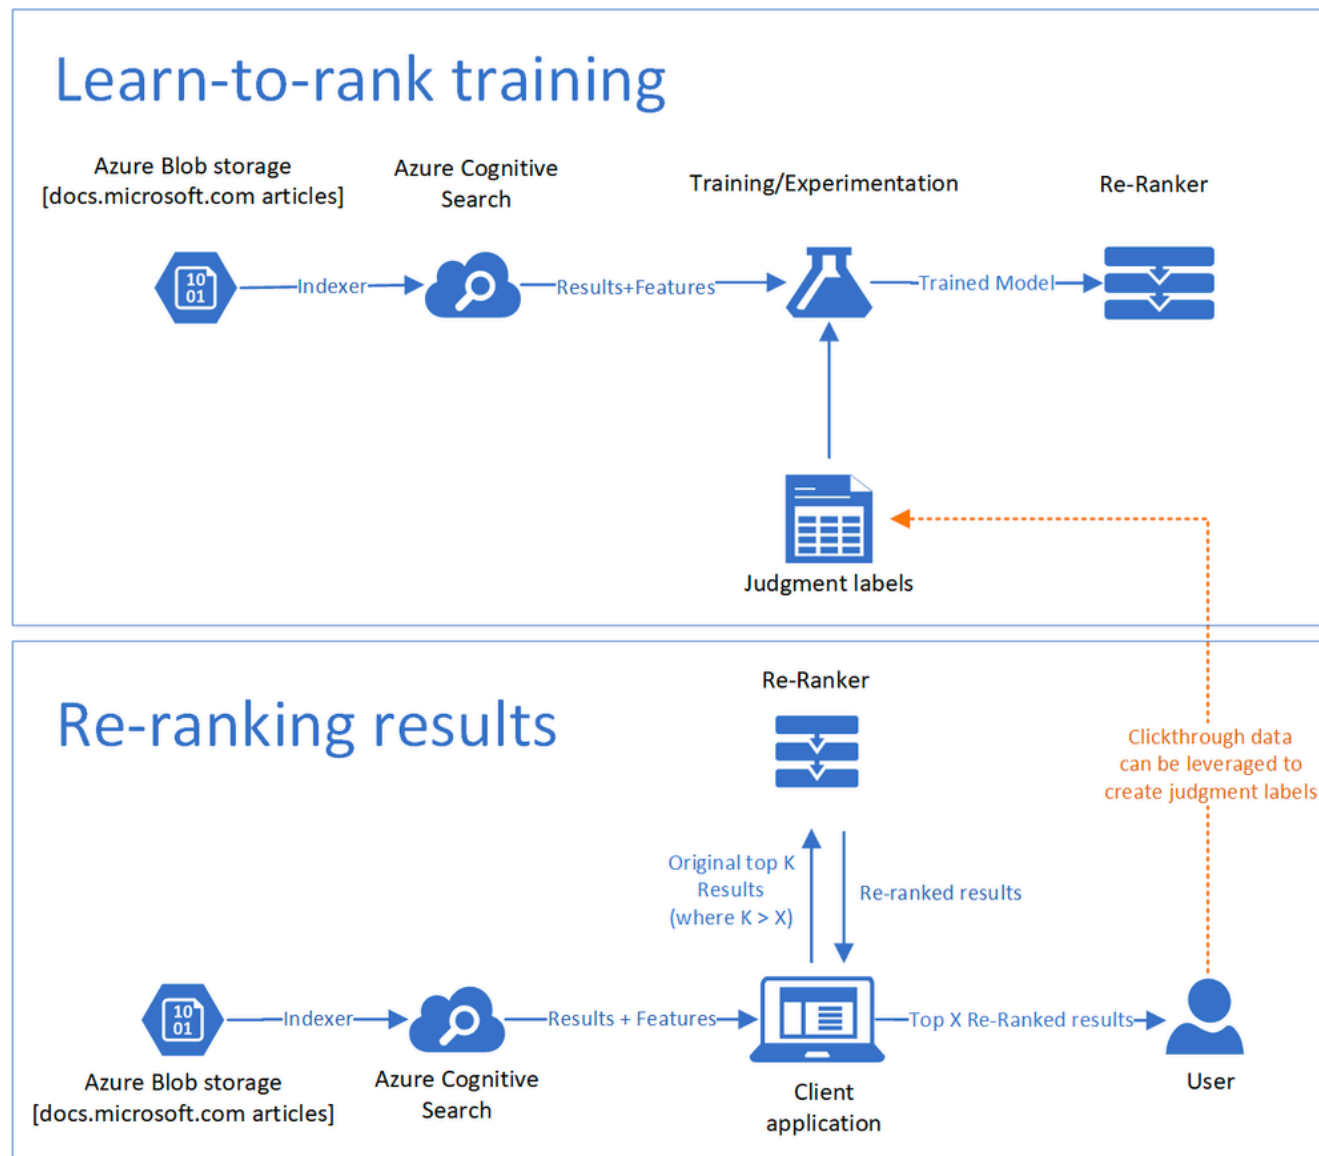 Learn-to-rank training
Azure Blob storage
[docs.microsoft.com articles]
Azure Cognitive
Search
Training/Experimentation
Re-Ranker
10
01
Indexer
Results+Features
Trained Model
Judgment labels
Re-ranking results
Re-Ranker
Clickthrough data
can be leveraged to
create judgment labels
Original top K
Results
(where K > X)
Re-ranked results
10
01
Indexer
Results + Features
Top X Re-Ranked results
Azure Blob storage
[docs.microsoft.com articles]
Azure Cognitive
Search
Client
application
User